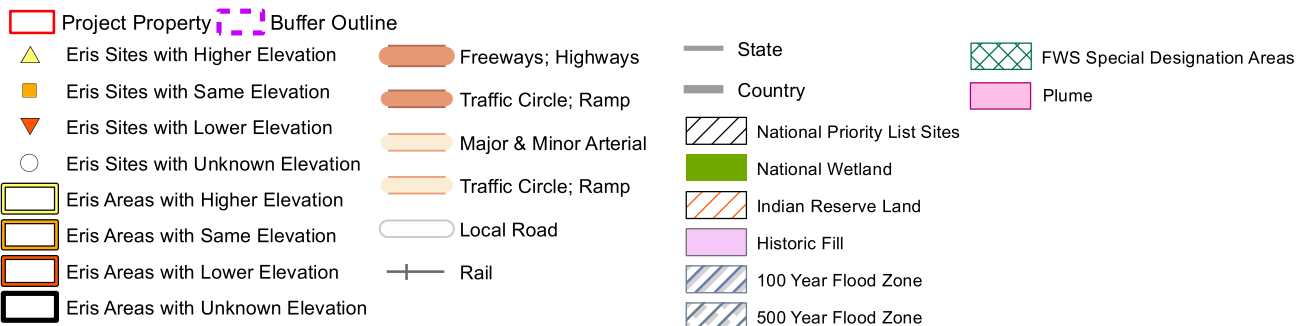 Project Property
Buffer Outline
Eris Sites with Higher Elevation
Eris Sites with Same Elevation
Eris Sites with Lower Elevation
Eris Sites with Unknown Elevation
Eris Areas with Higher Elevation
Eris Areas with Same Elevation
Eris Areas with Lower Elevation
Eris Areas with Unknown Elevation
Freeways; Highways
Traffic Circle; Ramp
Major & Minor Arterial
Traffic Circle; Ramp
Local Road
Rail
State
Country
National Priority List Sites
National Wetland
Indian Reserve Land
Historic Fill
100 Year Flood Zone
500 Year Flood Zone
FWS Special Designation Areas
Plume